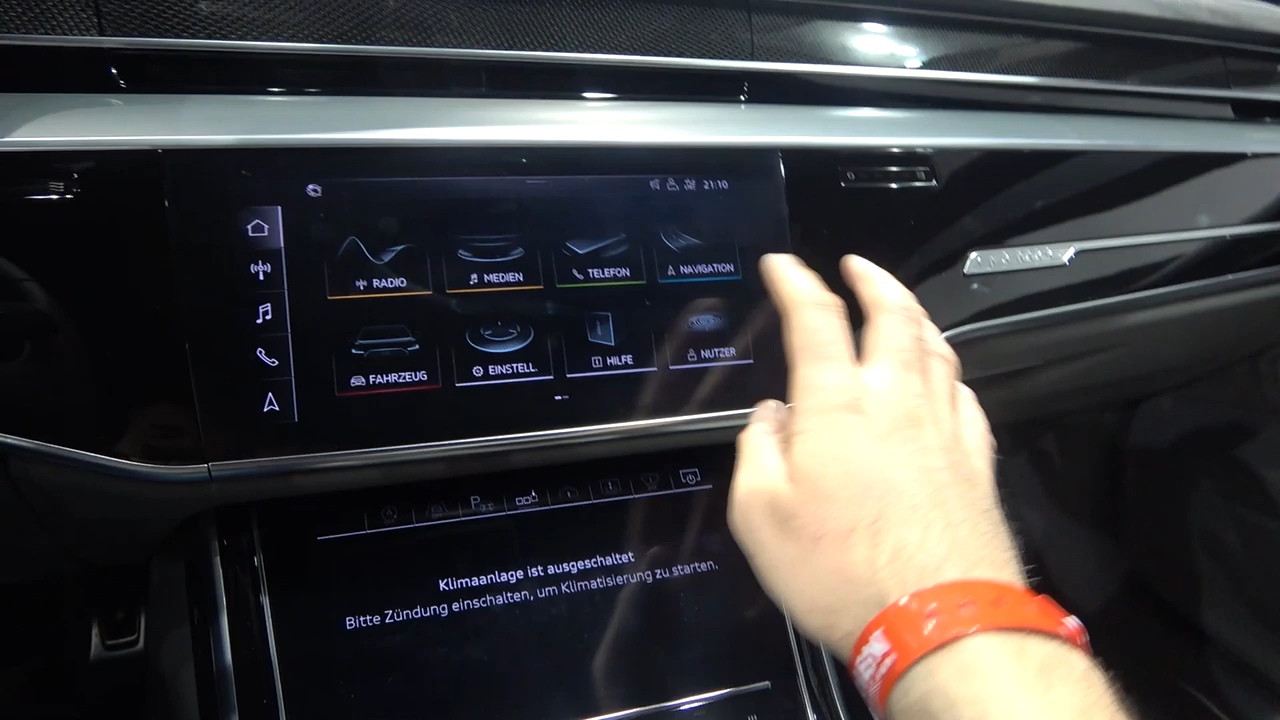 21:10
RADIO
MEDIEN
TELEFON
NAVIGATION
FAHRZEUG
EINSTELL.
HILFE
NUTZER
Klimaanlage ist ausgeschaltet
Bitte Zündung einschalten, um Klimatisierung zu starten.